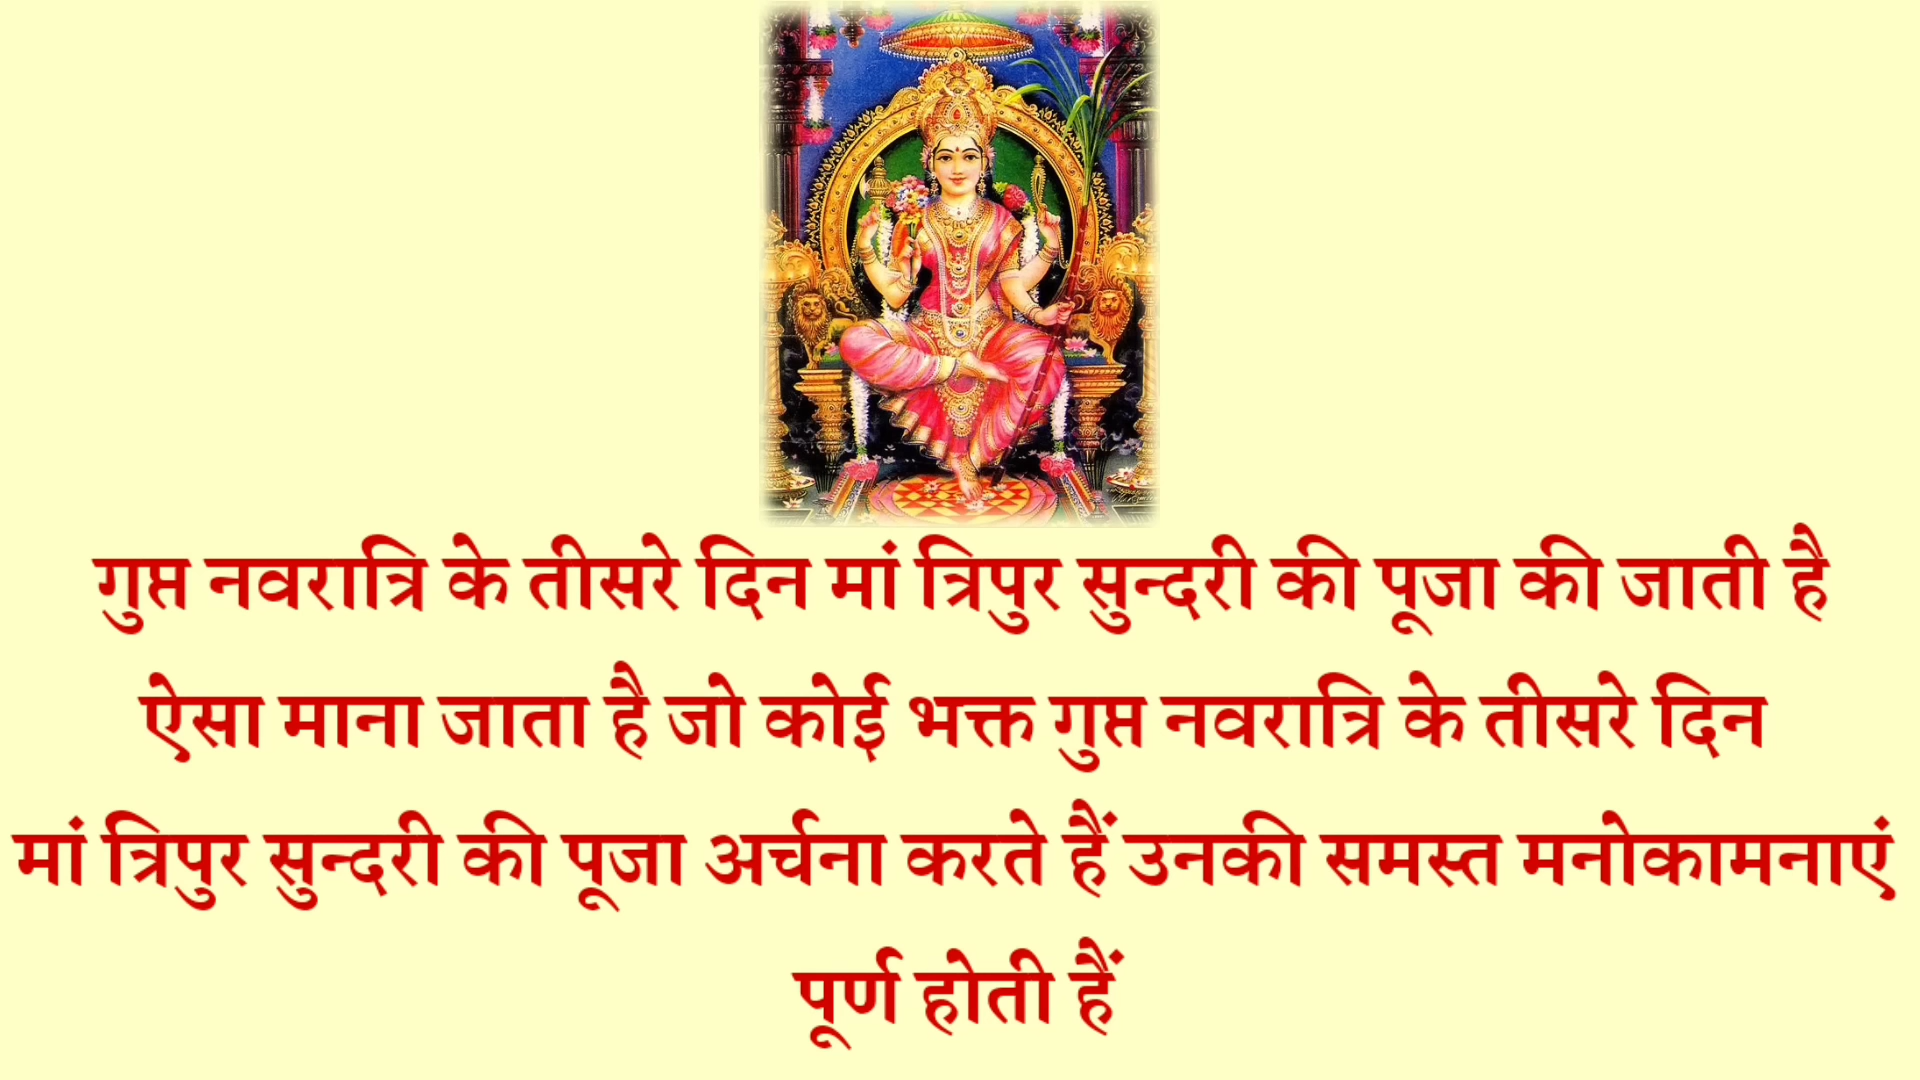 गुप्त नवरात्रि के तीसरे दिन मां त्रिपुर सुन्दरी की पूजा की जाती है
ऐसा माना जाता है जो कोई भक्त गुप्त नवरात्रि के तीसरे दिन
मां त्रिपुर सुन्दरी की पूजा अर्चना करते हैं उनकी समस्त मनोकामनाएं
पूर्ण होती हैं